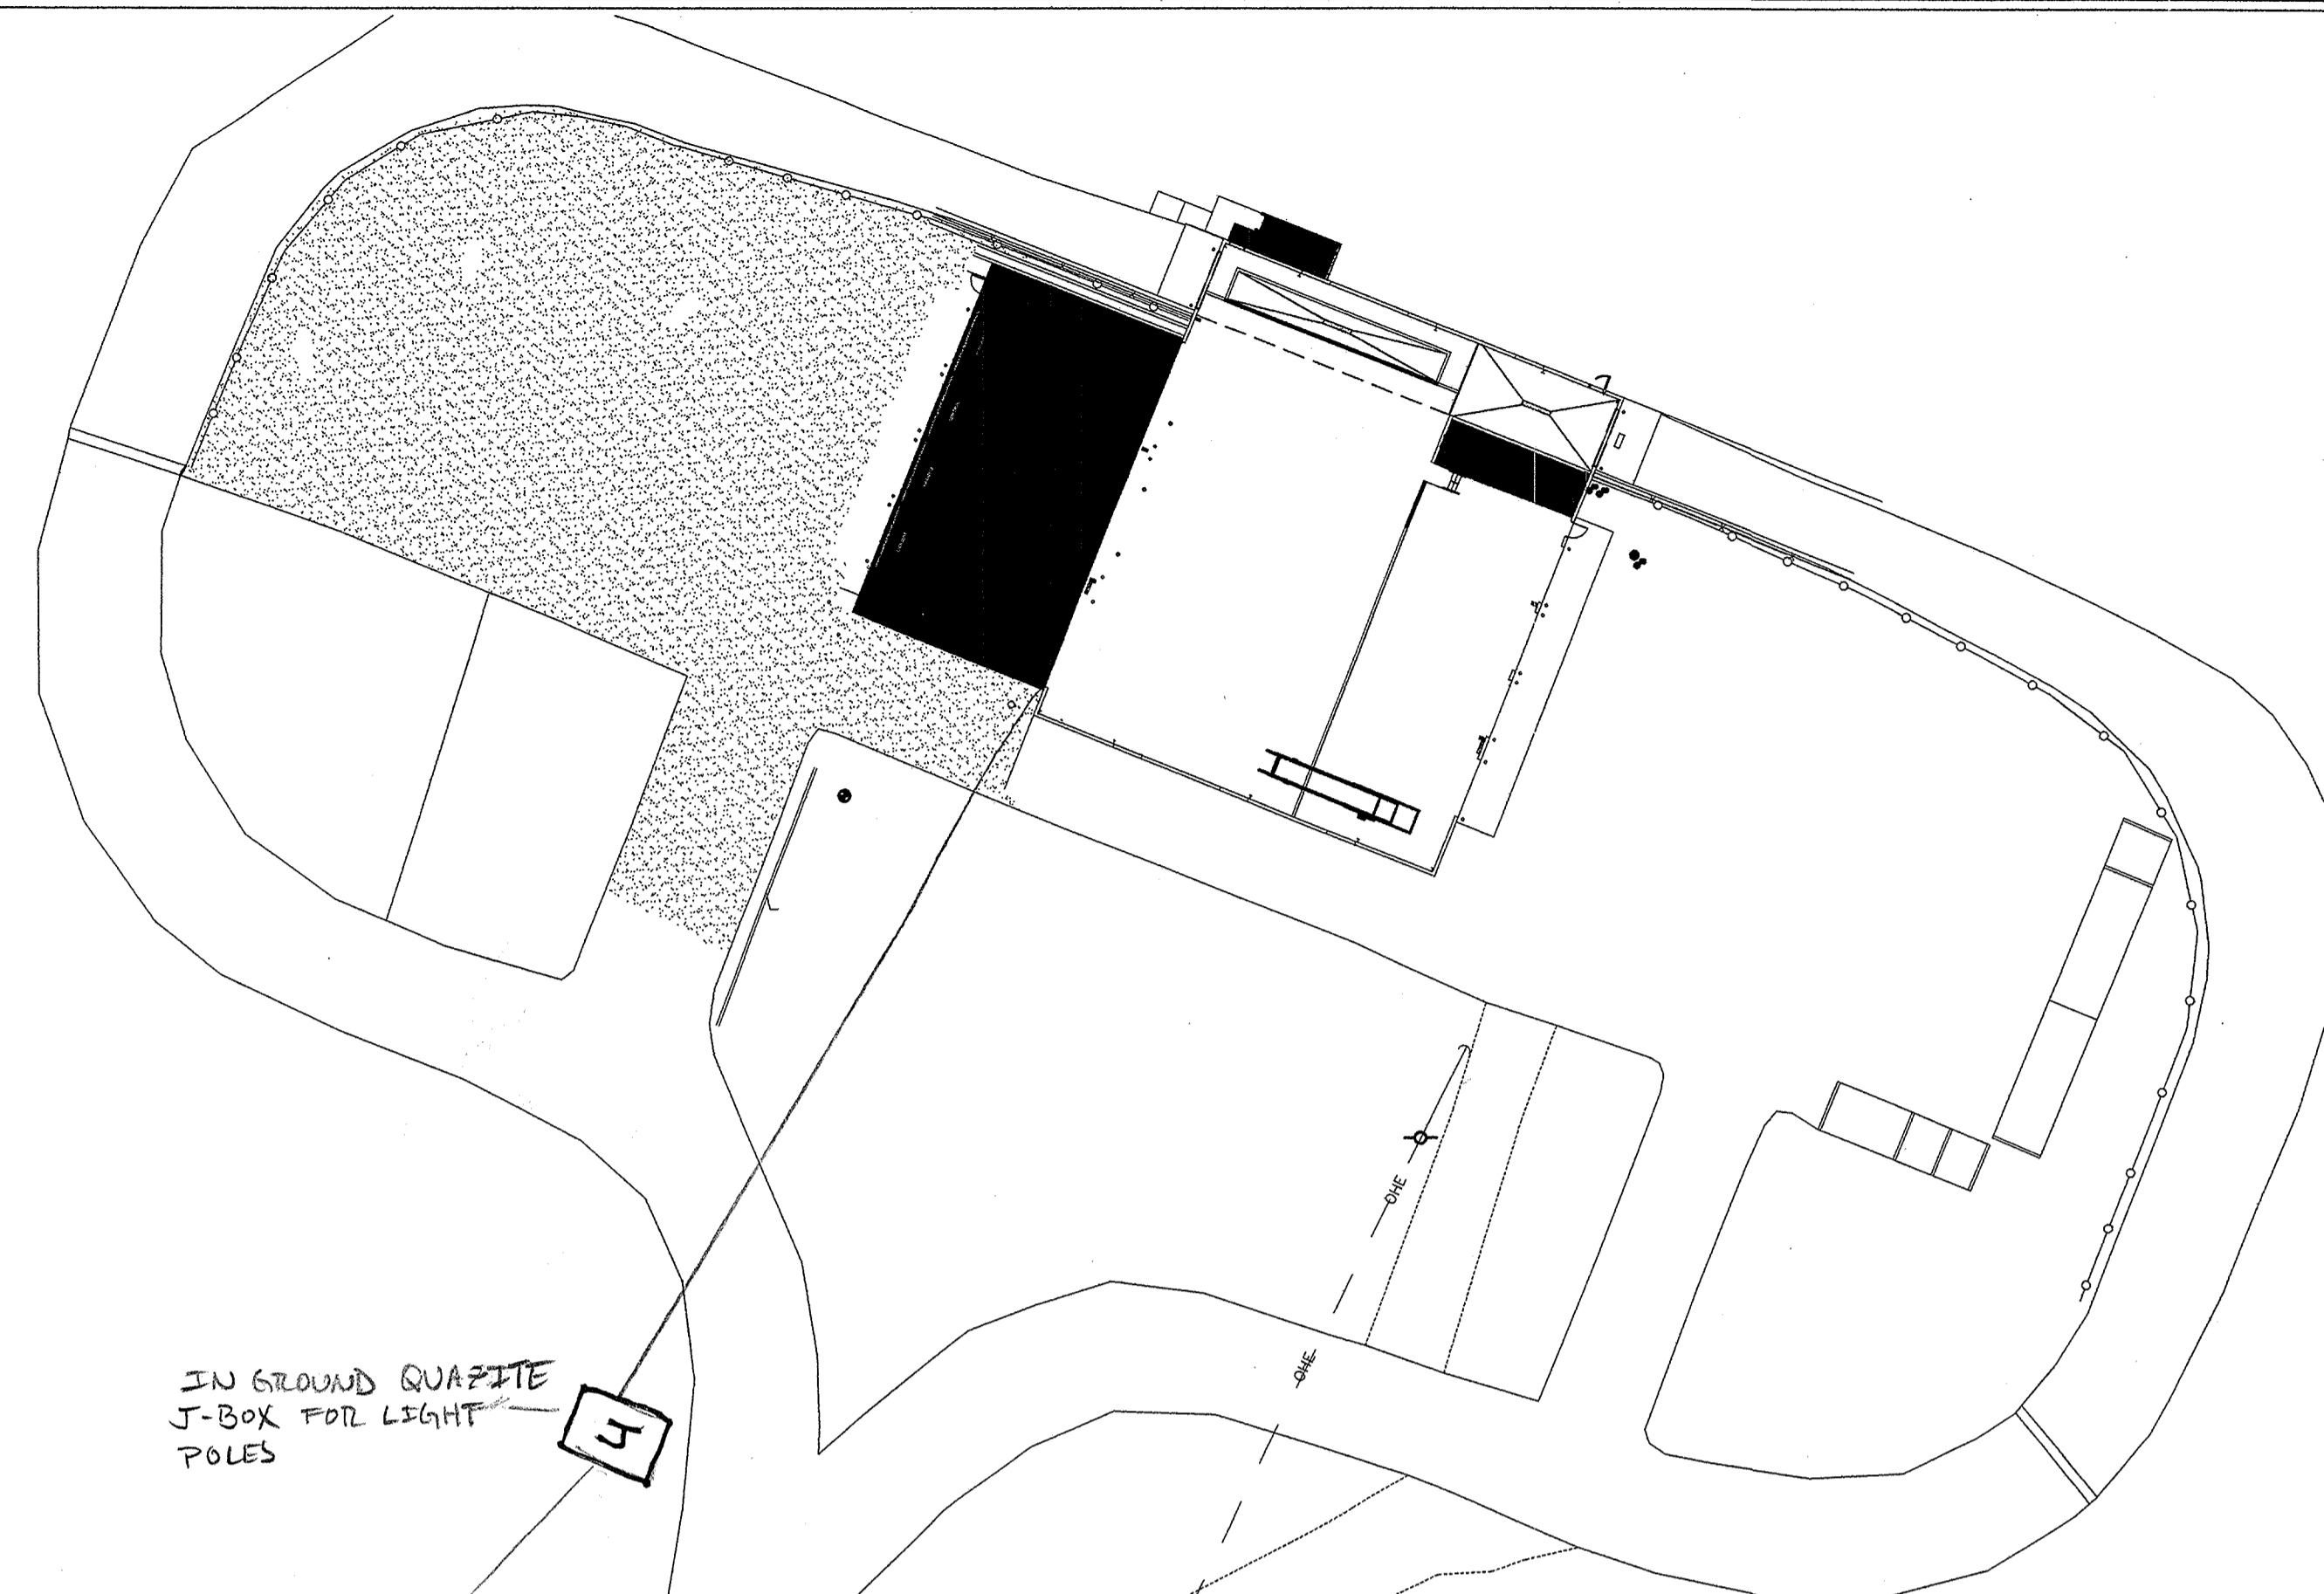 OHE
OHE
IN GROUND QUAZITE
J-BOX FOR LIGHT
POLES
J